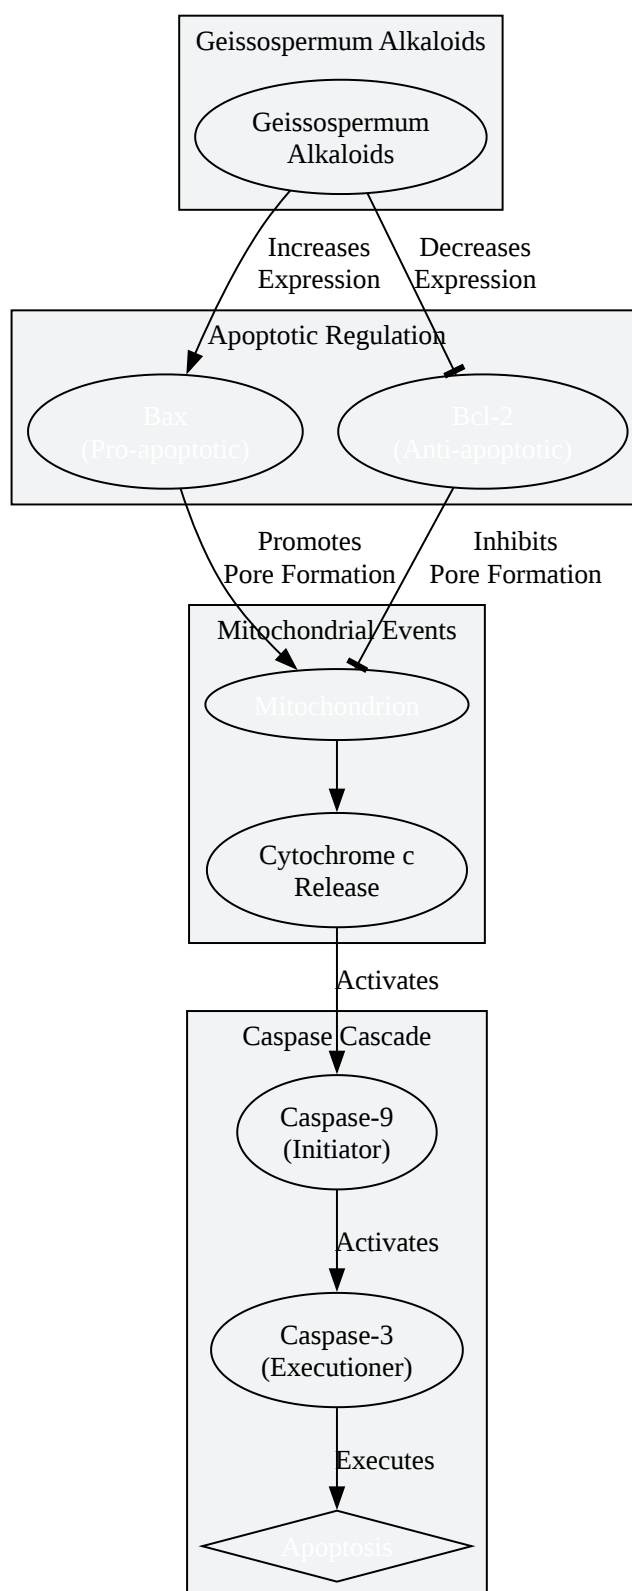 Geissospermum Alkaloids
Geissospermum
Alkaloids
Increases
Expression
Decreases
Expression
Apoptotic Regulation
Bax
(Pro-apoptotic)
Bcl-2
(Anti-apoptotic)
Promotes
Pore Formation
Inhibits
Pore Formation
Mitochondrial Events
Mitochondrion
Cytochrome c
Release
Activates
Caspase Cascade
Caspase-9
(Initiator)
Activates
Caspase-3
(Executioner)
Executes
Apoptosis